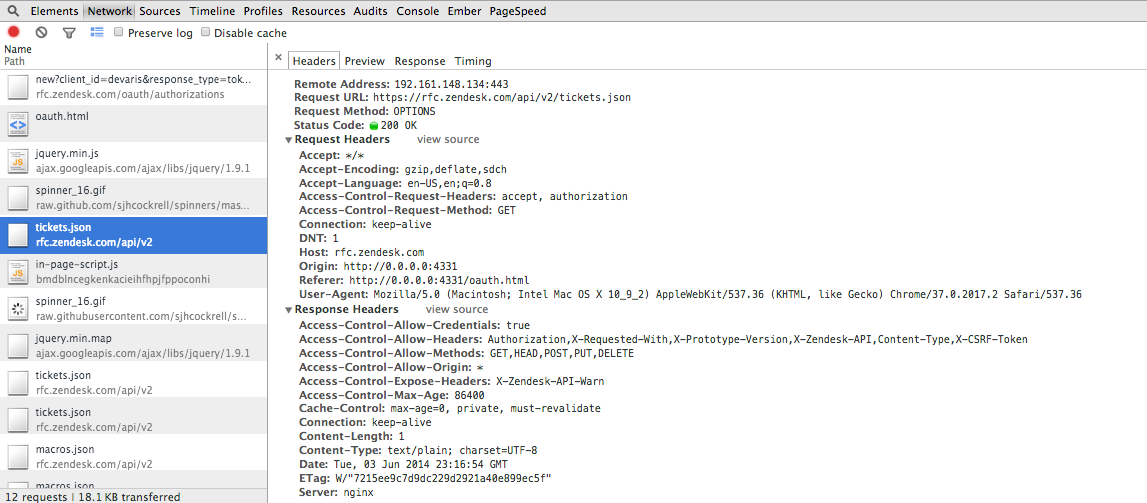 Elements Network Sources Timeline Profiles Resources Audits Console Ember PageSpeed
Preserve log Disable cache
Name
Path
new?client_id=devaris&response_type=tok...
rfc.zendesk.com/oauth/authorizations
oauth.html
jquery.min.js
ajax.googleapis.com/ajax/libs/jquery/1.9.1
spinner_16.gif
raw.github.com/sjhcockrell/spinners/mas...
tickets.json
rfc.zendesk.com/api/v2
in-page-script.js
bmdblncegkenkacieihfhpjfppoconhi
spinner_16.gif
raw.githubusercontent.com/sjhcockrell/s...
jquery.min.map
ajax.googleapis.com/ajax/libs/jquery/1.9.1
tickets.json
rfc.zendesk.com/api/v2
tickets.json
rfc.zendesk.com/api/v2
macros.json
rfc.zendesk.com/api/v2
macros.json
12 requests | 18.1 KB transferred
× Headers Preview Response Timing
Remote Address: 192.161.148.134:443
Request URL: https://rfc.zendesk.com/api/v2/tickets.json
Request Method: OPTIONS
Status Code: 200 OK
Request Headers view source
Accept: */*
Accept-Encoding: gzip,deflate,sdch
Accept-Language: en-US,en;q=0.8
Access-Control-Request-Headers: accept, authorization
Access-Control-Request-Method: GET
Connection: keep-alive
DNT: 1
Host: rfc.zendesk.com
Origin: http://0.0.0.0:4331
Referer: http://0.0.0.0:4331/oauth.html
User-Agent: Mozilla/5.0 (Macintosh; Intel Mac OS X 10_9_2) AppleWebKit/537.36 (KHTML, like Gecko) Chrome/37.0.2017.2 Safari/537.36
Response Headers view source
Access-Control-Allow-Credentials: true
Access-Control-Allow-Headers: Authorization,X-Requested-With,X-Prototype-Version,X-Zendesk-API,Content-Type,X-CSRF-Token
Access-Control-Allow-Methods: GET,HEAD,POST,PUT,DELETE
Access-Control-Allow-Origin: *
Access-Control-Expose-Headers: X-Zendesk-API-Warn
Access-Control-Max-Age: 86400
Cache-Control: max-age=0, private, must-revalidate
Connection: keep-alive
Content-Length: 1
Content-Type: text/plain; charset=UTF-8
Date: Tue, 03 Jun 2014 23:16:54 GMT
ETag: W/"7215ee9c7d9dc229d2921a40e899ec5f"
Server: nginx